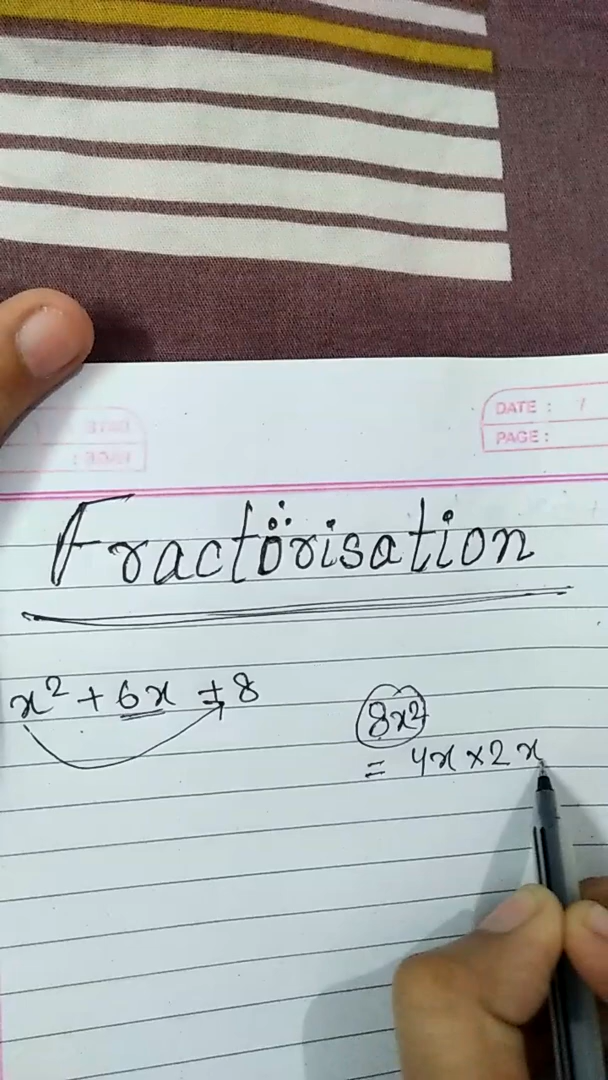 DATE : /
PAGE :
Fractorisation
x² + 6x + 8
8x²
= 4x × 2x